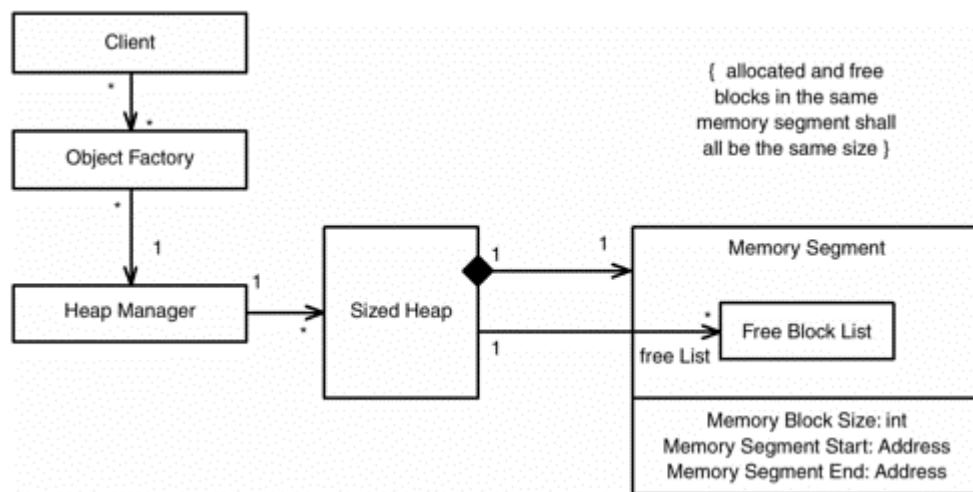 Client
{ allocated and free
blocks in the same
memory segment shall
all be the same size }
*
*
Object Factory
*
1
Heap Manager
1
*
Sized Heap
1
1
Memory Segment
1
*
free List
Free Block List
Memory Block Size: int
Memory Segment Start: Address
Memory Segment End: Address